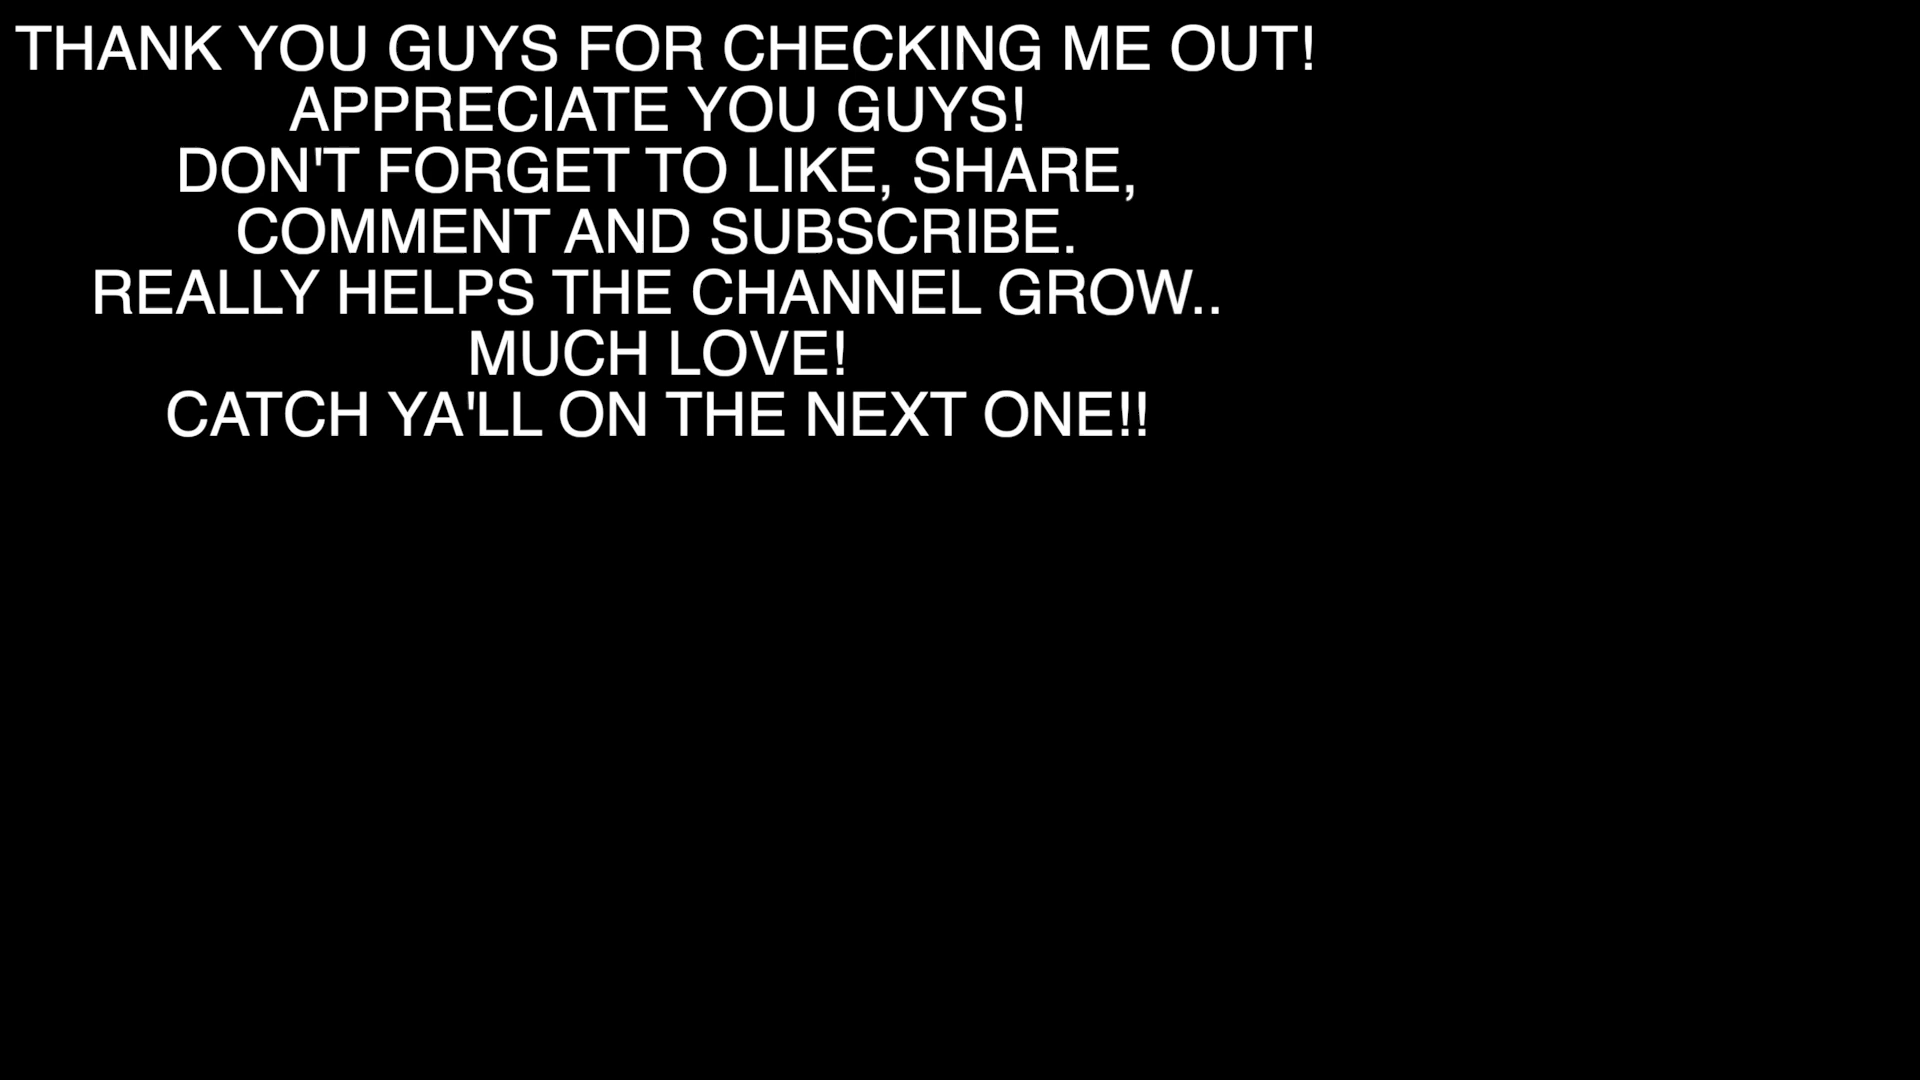 THANK YOU GUYS FOR CHECKING ME OUT!
APPRECIATE YOU GUYS!
DON'T FORGET TO LIKE, SHARE,
COMMENT AND SUBSCRIBE.
REALLY HELPS THE CHANNEL GROW..
MUCH LOVE!
CATCH YA'LL ON THE NEXT ONE!!